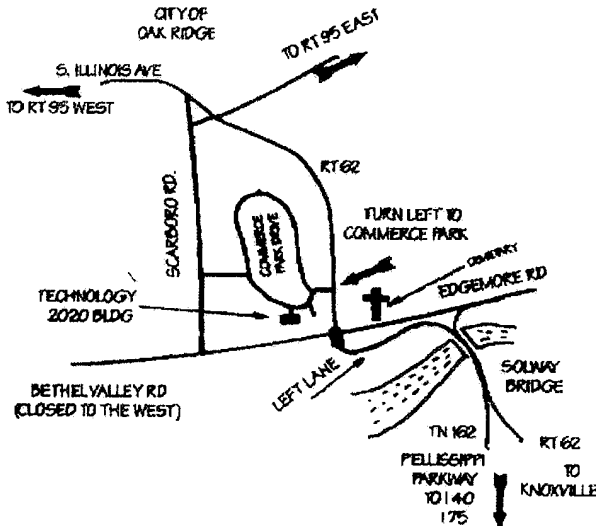 CITY OF
OAK RIDGE
TO RT 95 EAST
S. ILLINOIS AVE
TO RT 95 WEST
RT 62
SCARBORO RD.
COMMERCE
PARK DRIVE
TURN LEFT TO
COMMERCE PARK
CEMETARY
EDGEMORE RD
TECHNOLOGY
2020 BLDG
LEFT LANE
SOLWAY
BRIDGE
BETHEL VALLEY RD
(CLOSED TO THE WEST)
TN 162
RT 62
PELLISSIPPI
PARKWAY
TO I 40
I 75
TO
KNOXVILLE